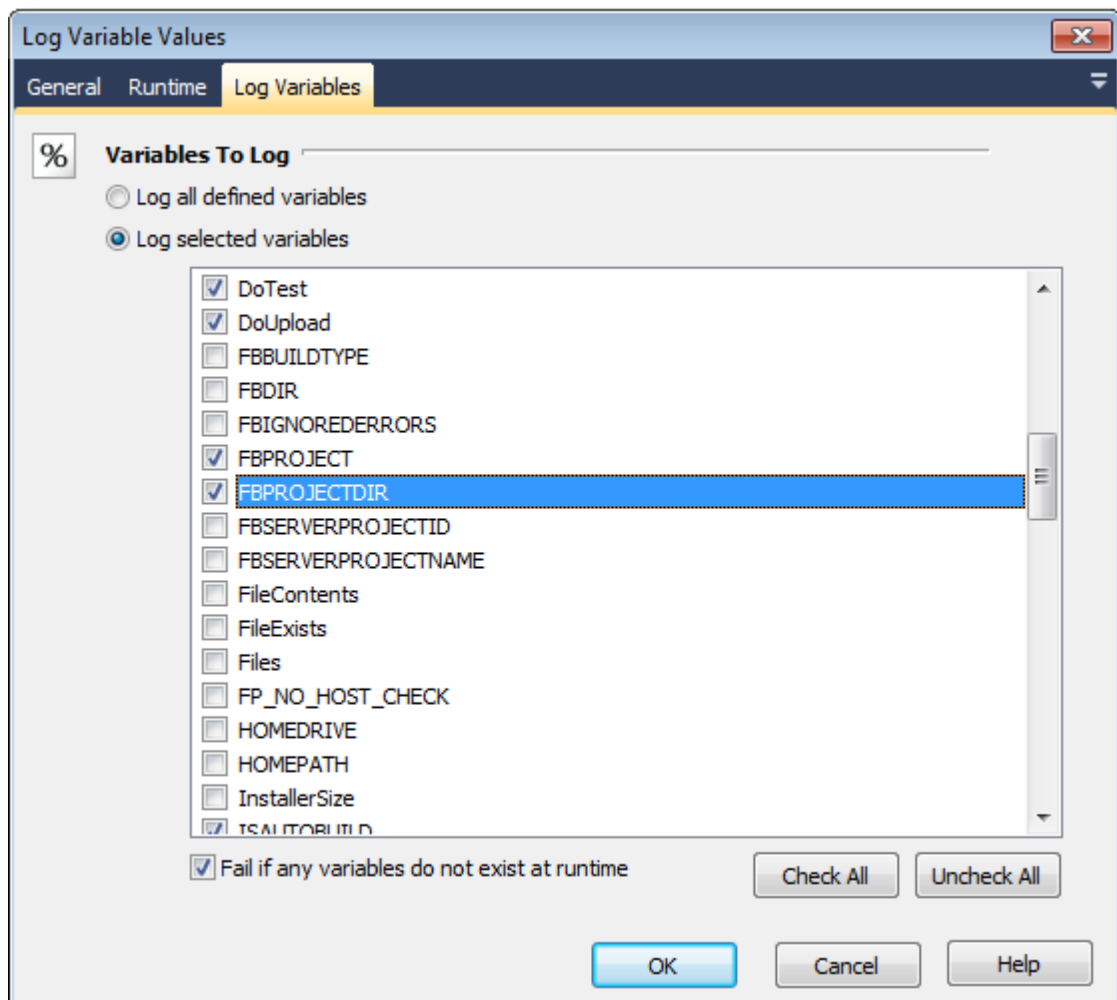 Log Variable Values
General Runtime Log Variables
% Variables To Log
Log all defined variables
Log selected variables
DoTest
DoUpload
FBBUILDTYPE
FBDIR
FBIGNOREDERRORS
FBPROJECT
FBPROJECTDIR
FBSERVERPROJECTID
FBSERVERPROJECTNAME
FileContents
FileExists
Files
FP_NO_HOST_CHECK
HOMEDRIVE
HOMEPATH
InstallerSize
ISAUTOBUILD
Fail if any variables do not exist at runtime
Check All Uncheck All
OK Cancel Help